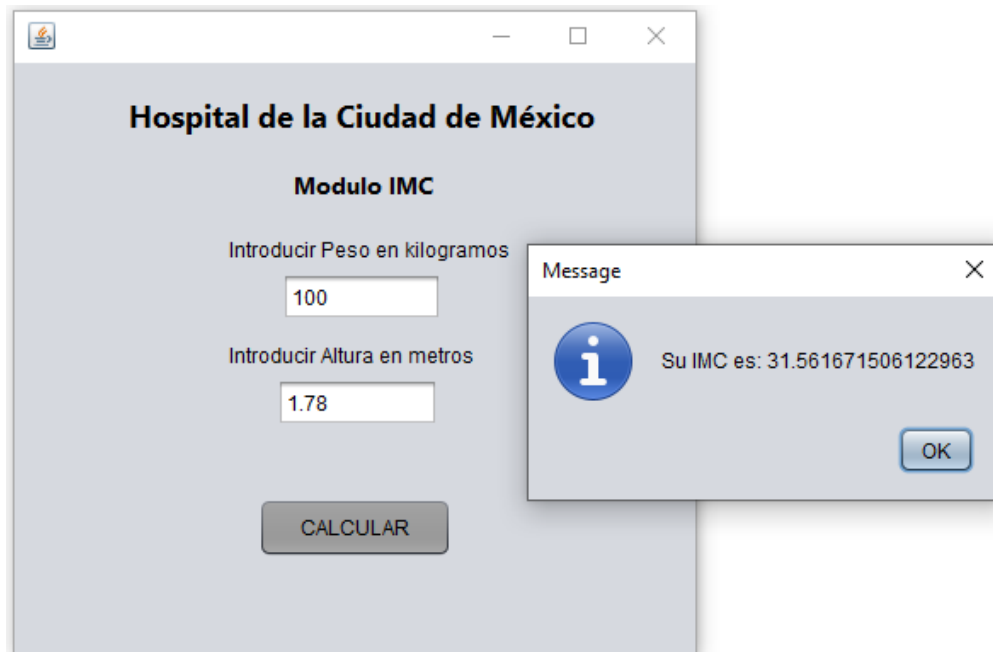 Hospital de la Ciudad de México
Modulo IMC
Introducir Peso en kilogramos
100
Introducir Altura en metros
1.78
CALCULAR
Message
Su IMC es: 31.561671506122963
OK